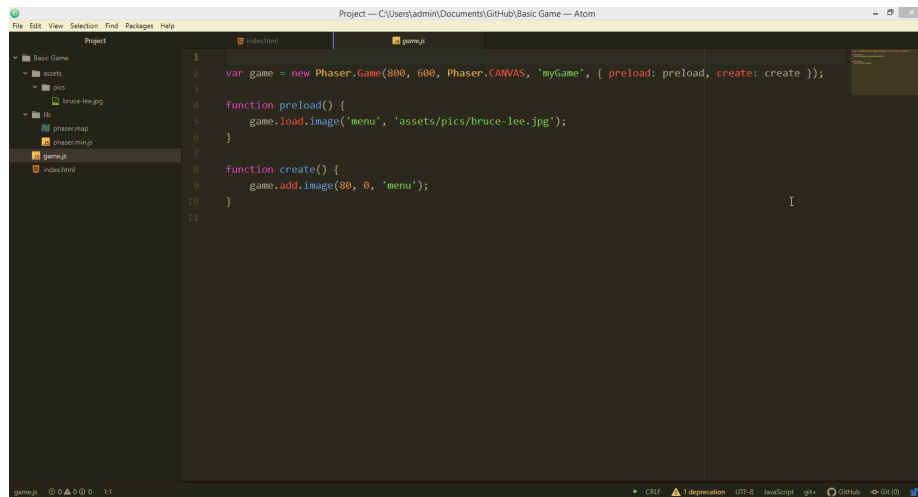 Project — C:\Users\admin\Documents\GitHub\Basic Game — Atom
File Edit View Selection Find Packages Help
Project
index.html
game.js
Basic Game
assets
pics
bruce-lee.jpg
lib
phaser.map
phaser.min.js
game.js
index.html
1
2 var game = new Phaser.Game(800, 600, Phaser.CANVAS, 'myGame', { preload: preload, create: create });
3
4 function preload() {
5 game.load.image('menu', 'assets/pics/bruce-lee.jpg');
6 }
7
8 function create() {
9 game.add.image(80, 0, 'menu');
10 }
11
game.js 0 0 0 1:1 CRLF 1 deprecation UTF-8 JavaScript git+ GitHub Git (0)